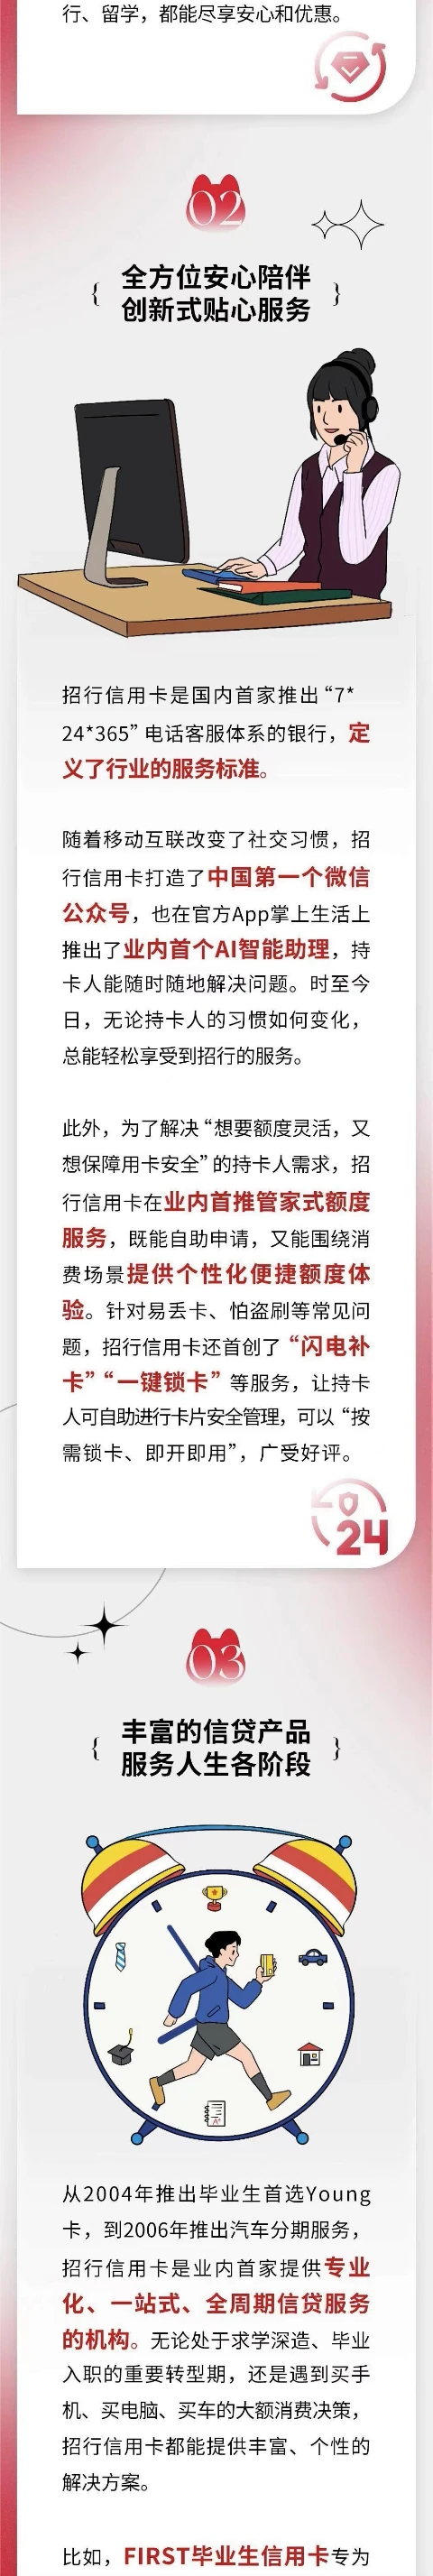 行、留学，都能尽享安心和优惠。
02
全方位安心陪伴
创新式贴心服务
招行信用卡是国内首家推出“7*
24*365”电话客服体系的银行，定
义了行业的服务标准。
随着移动互联改变了社交习惯，招
行信用卡打造了中国第一个微信
公众号，也在官方App掌上生活上
推出了业内首个AI智能助理，持
卡人能随时随地解决问题。时至今
日，无论持卡人的习惯如何变化，
总能轻松享受到招行的服务。
此外，为了解决“想要额度灵活，又
想保障用卡安全”的持卡人需求，招
行信用卡在业内首推管家式额度
服务，既能自助申请，又能围绕消
费场景提供个性化便捷额度体
验。针对易丢卡、怕盗刷等常见问
题，招行信用卡还首创了“闪电补
卡”“一键锁卡”等服务，让持卡
人可自助进行卡片安全管理，可以“按
需锁卡、即开即用”，广受好评。
24
03
丰富的信贷产品
服务人生各阶段
从2004年推出毕业生首选Young
卡，到2006年推出汽车分期服务，
招行信用卡是业内首家提供专业
化、一站式、全周期信贷服务
的机构。无论处于求学深造、毕业
入职的重要转型期，还是遇到买手
机、买电脑、买车的大额消费决策，
招行信用卡都能提供丰富、个性的
解决方案。
比如，FIRST毕业生信用卡专为